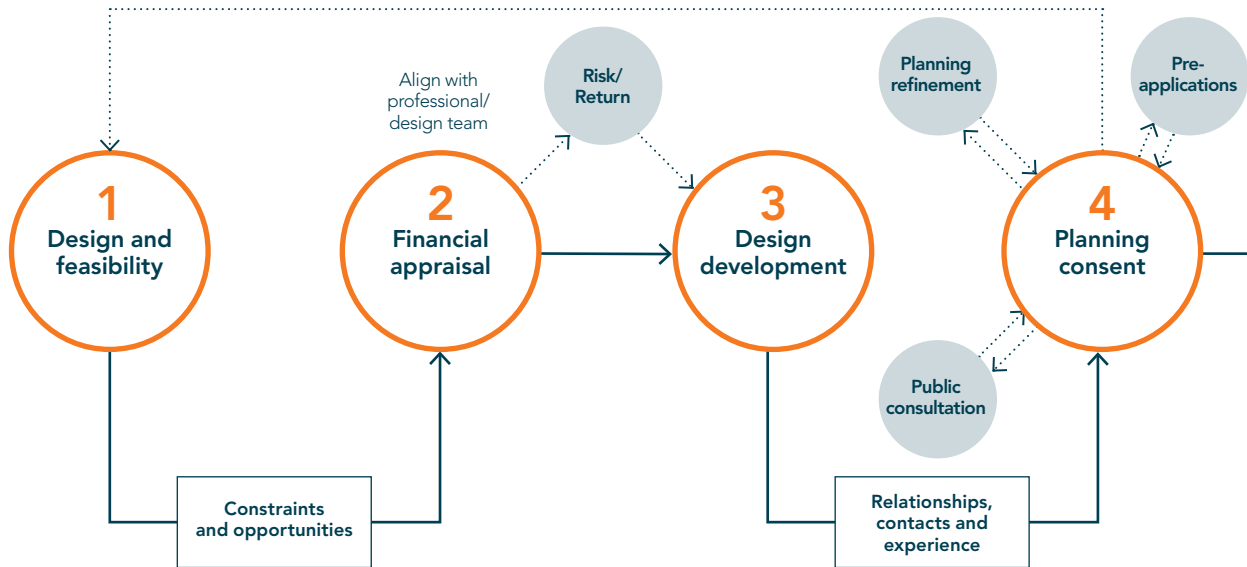 Align with
professional/
design team
Risk/
Return
Planning
refinement
Pre-
applications
1
Design and
feasibility
2
Financial
appraisal
3
Design
development
4
Planning
consent
Public
consultation
Constraints
and opportunities
Relationships,
contacts and
experience